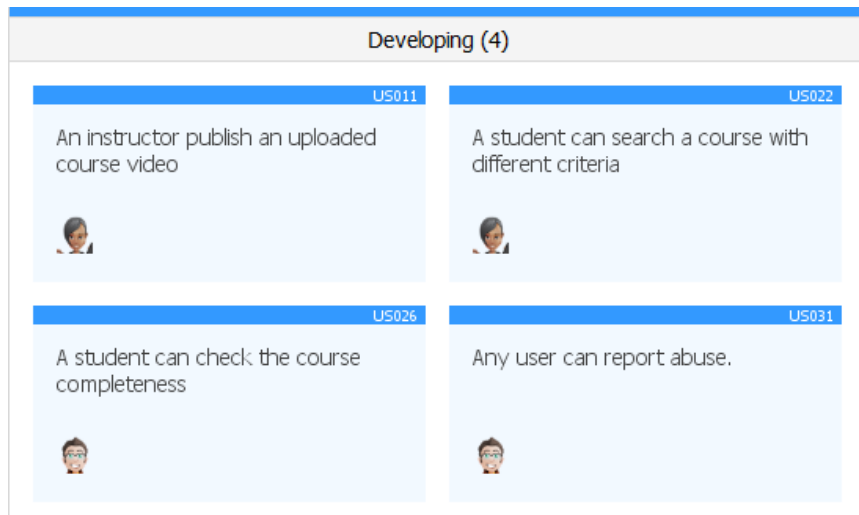 Developing (4)
US011
An instructor publish an uploaded
course video
US022
A student can search a course with
different criteria
US026
A student can check the course
completeness
US031
Any user can report abuse.